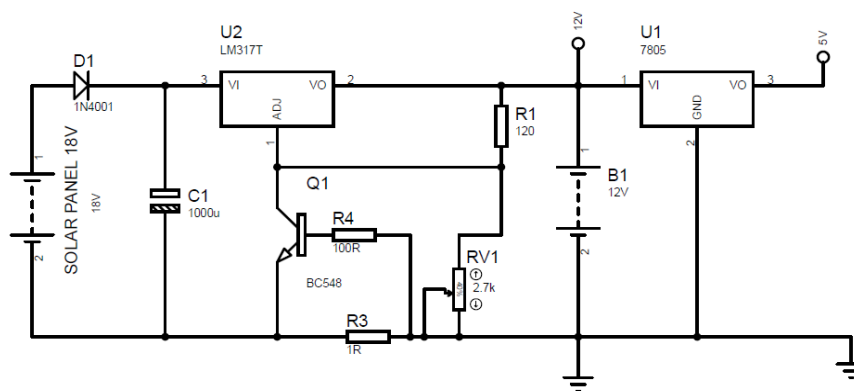 U2
LM317T
12V
U1
7805
5V
D1
1N4001
3
VI
VO
2
ADJ
1
1
VI
VO
3
GND
2
R1
120
1
SOLAR PANEL 18V
18V
2
C1
1000u
Q1
BC548
R4
100R
RV1
40%
2.7k
1
B1
12V
2
R3
1R